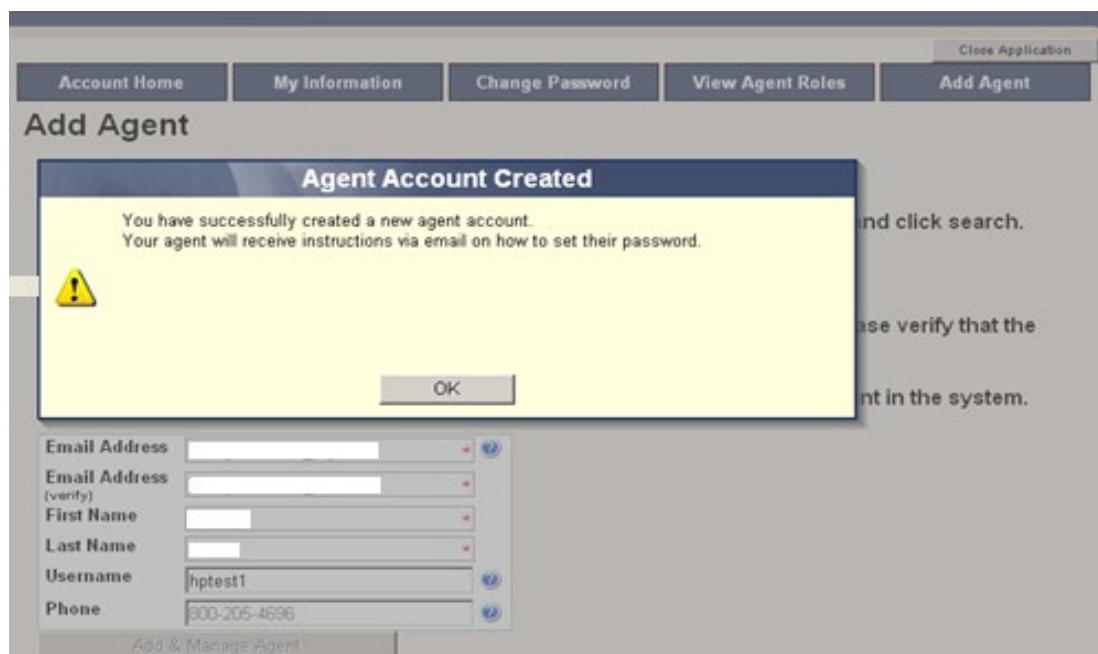 Close Application
Account Home My Information Change Password View Agent Roles Add Agent
Add Agent
Agent Account Created
You have successfully created a new agent account.
Your agent will receive instructions via email on how to set their password.
and click search.
verify that the
in the system.
OK
Email Address *
Email Address *
(verify)
First Name *
Last Name *
Username hptest1
Phone 800-205-4696
Add & Manage Agent